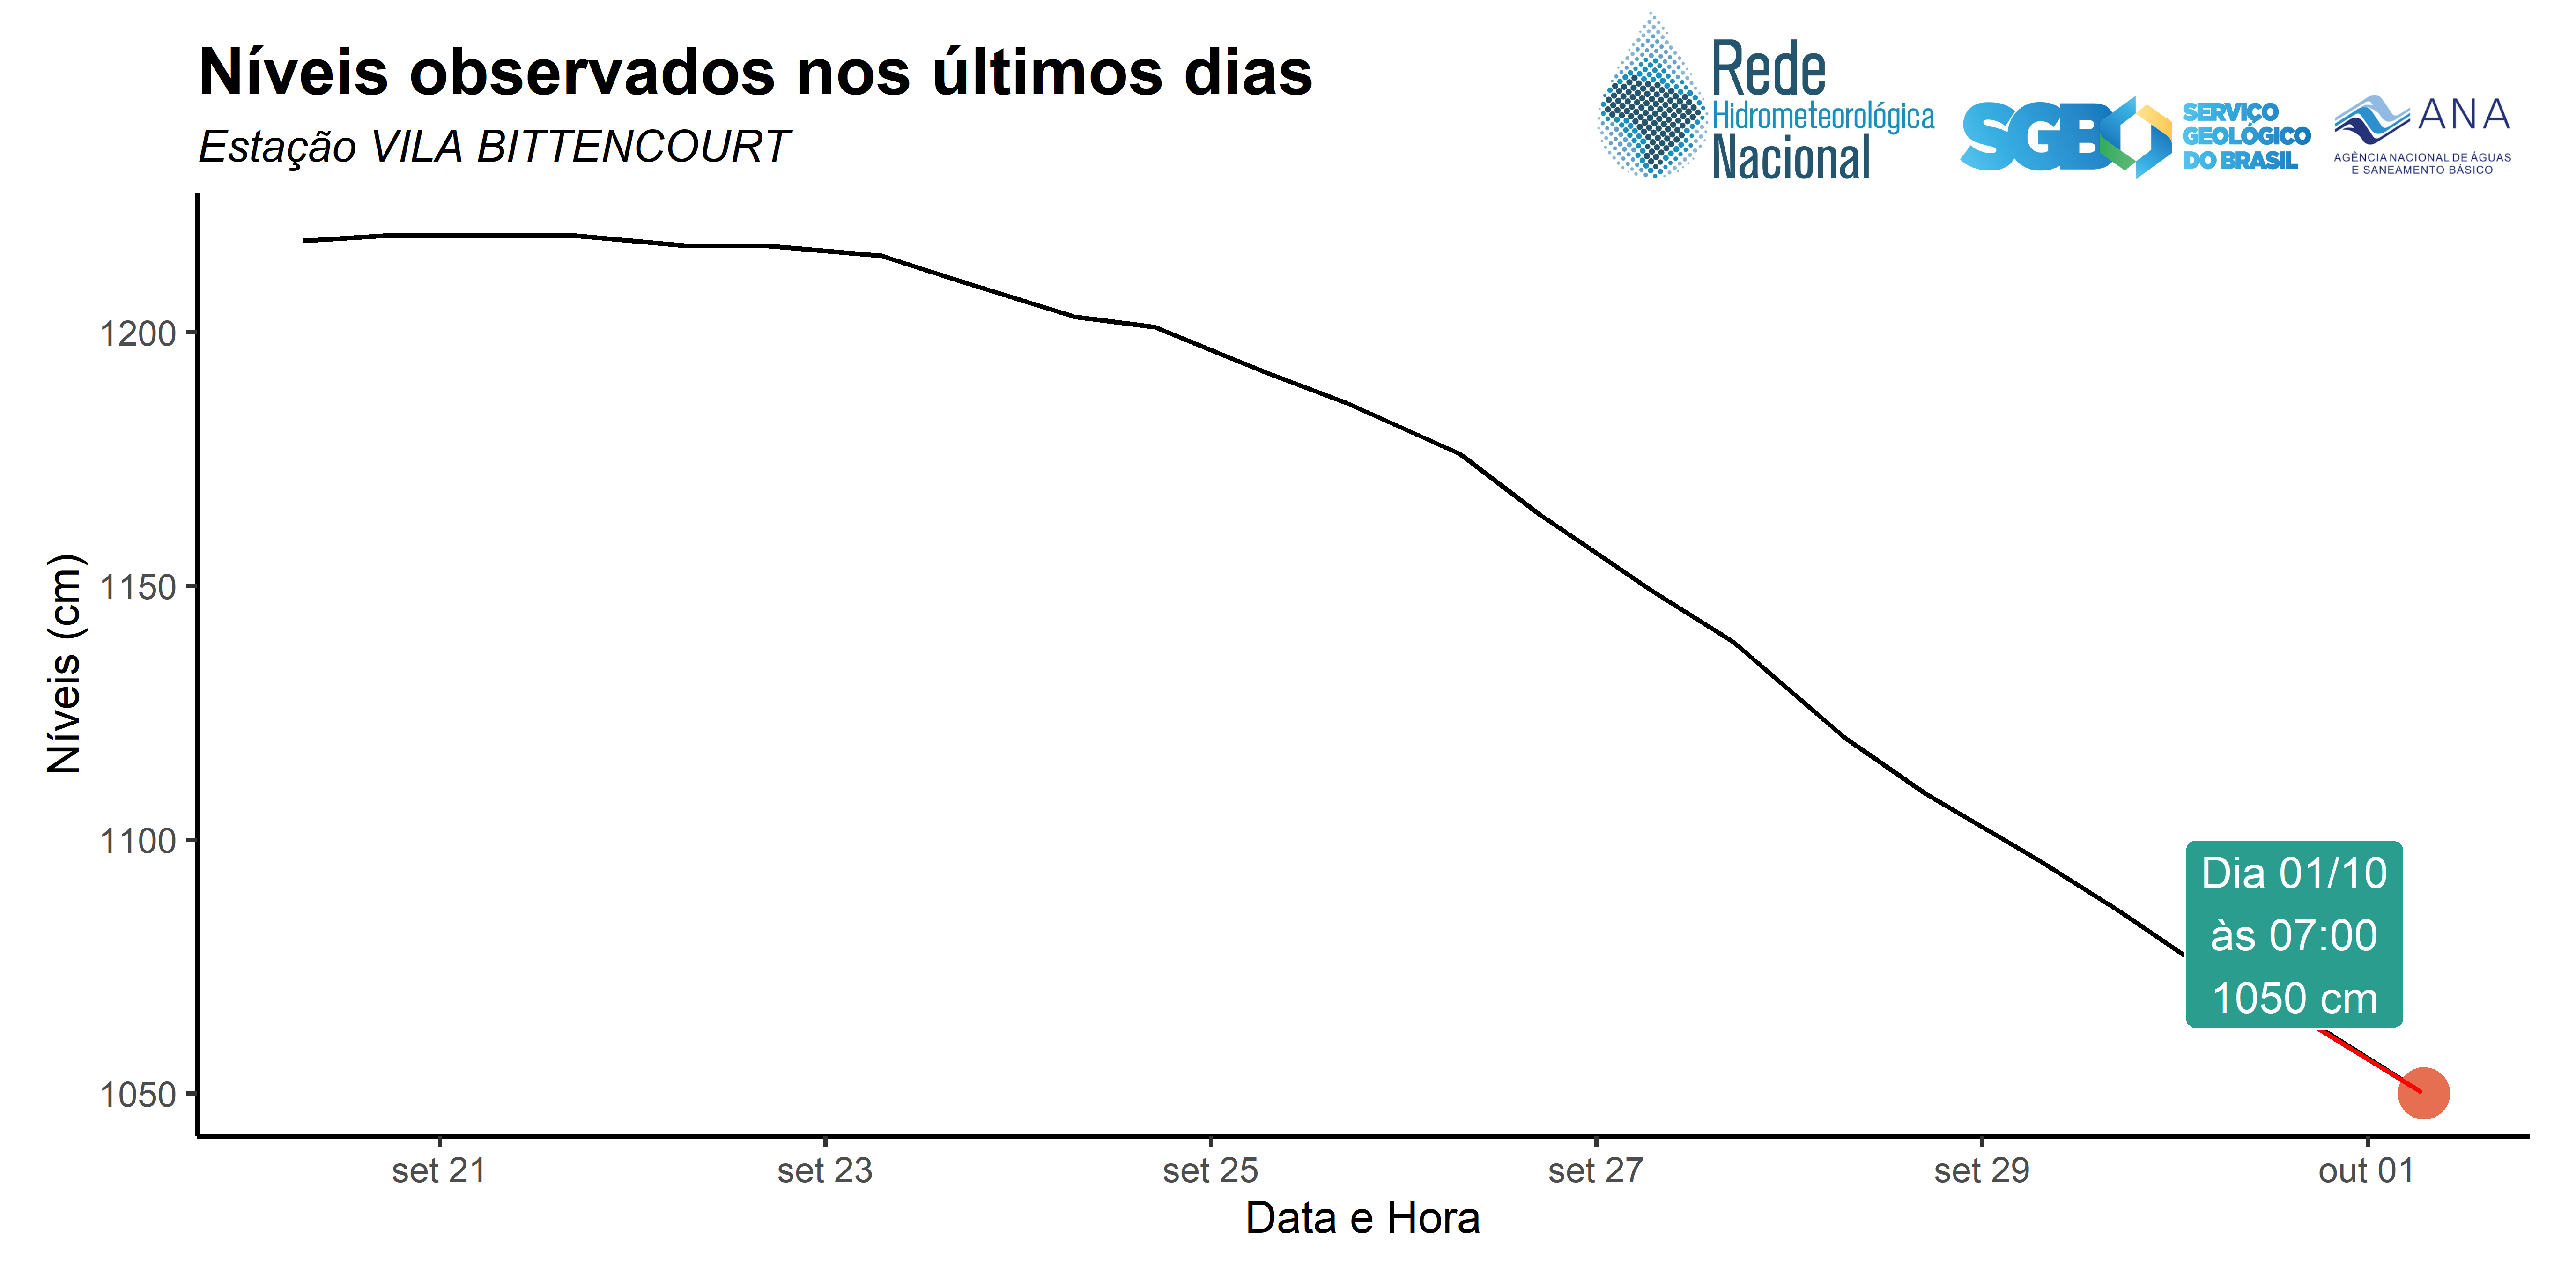 Níveis observados nos últimos dias
Estação VILA BITTENCOURT
Rede
Hidrometeorológica
Nacional
SGB
SERVIÇO
GEOLÓGICO
DO BRASIL
ANA
AGÊNCIA NACIONAL DE ÁGUAS
E SANEAMENTO BÁSICO
Níveis (cm)
1200
1150
1100
1050
Dia 01/10
às 07:00
1050 cm
set 21
set 23
set 25
set 27
set 29
out 01
Data e Hora